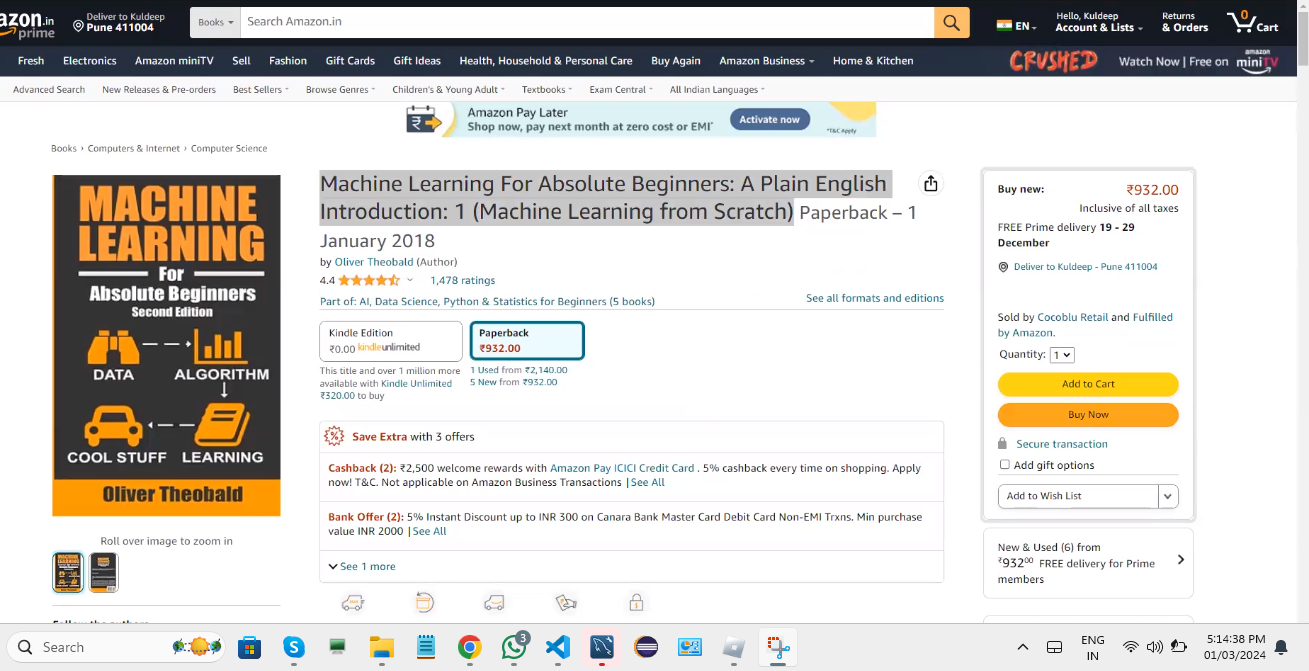 azon.in
prime
Deliver to Kuldeep
Pune 411004
Books
Search Amazon.in
EN
Hello, Kuldeep
Account & Lists
Returns
& Orders
0
Cart
Fresh
Electronics
Amazon miniTV
Sell
Fashion
Gift Cards
Gift Ideas
Health, Household & Personal Care
Buy Again
Amazon Business
Home & Kitchen
CRUSHED
Watch Now | Free on
amazon
miniTV
Advanced Search
New Releases & Pre-orders
Best Sellers
Browse Genres
Children's & Young Adult
Textbooks
Exam Central
All Indian Languages
Amazon Pay Later
Shop now, pay next month at zero cost or EMI*
Activate now
*T&C Apply
Books › Computers & Internet › Computer Science
MACHINE
LEARNING
For
Absolute Beginners
Second Edition
DATA
ALGORITHM
COOL STUFF
LEARNING
Oliver Theobald
Roll over image to zoom in
Machine Learning For Absolute Beginners: A Plain English
Introduction: 1 (Machine Learning from Scratch) Paperback – 1
January 2018
by Oliver Theobald (Author)
4.4
1,478 ratings
Part of: AI, Data Science, Python & Statistics for Beginners (5 books)
See all formats and editions
Kindle Edition
₹0.00 kindleunlimited
This title and over 1 million more
available with Kindle Unlimited
₹320.00 to buy
Paperback
₹932.00
1 Used from ₹2,140.00
5 New from ₹932.00
Save Extra with 3 offers
Cashback (2): ₹2,500 welcome rewards with Amazon Pay ICICI Credit Card . 5% cashback every time on shopping. Apply
now! T&C. Not applicable on Amazon Business Transactions | See All
Bank Offer (2): 5% Instant Discount up to INR 300 on Canara Bank Master Card Debit Card Non-EMI Trxns. Min purchase
value INR 2000 | See All
See 1 more
Buy new:
₹932.00
Inclusive of all taxes
FREE Prime delivery 19 - 29
December
Deliver to Kuldeep - Pune 411004
Sold by Cocoblu Retail and Fulfilled
by Amazon.
Quantity: 1
Add to Cart
Buy Now
Secure transaction
Add gift options
Add to Wish List
New & Used (6) from
₹932⁰⁰ FREE delivery for Prime
members
Search
3
ENG
IN
5:14:38 PM
01/03/2024